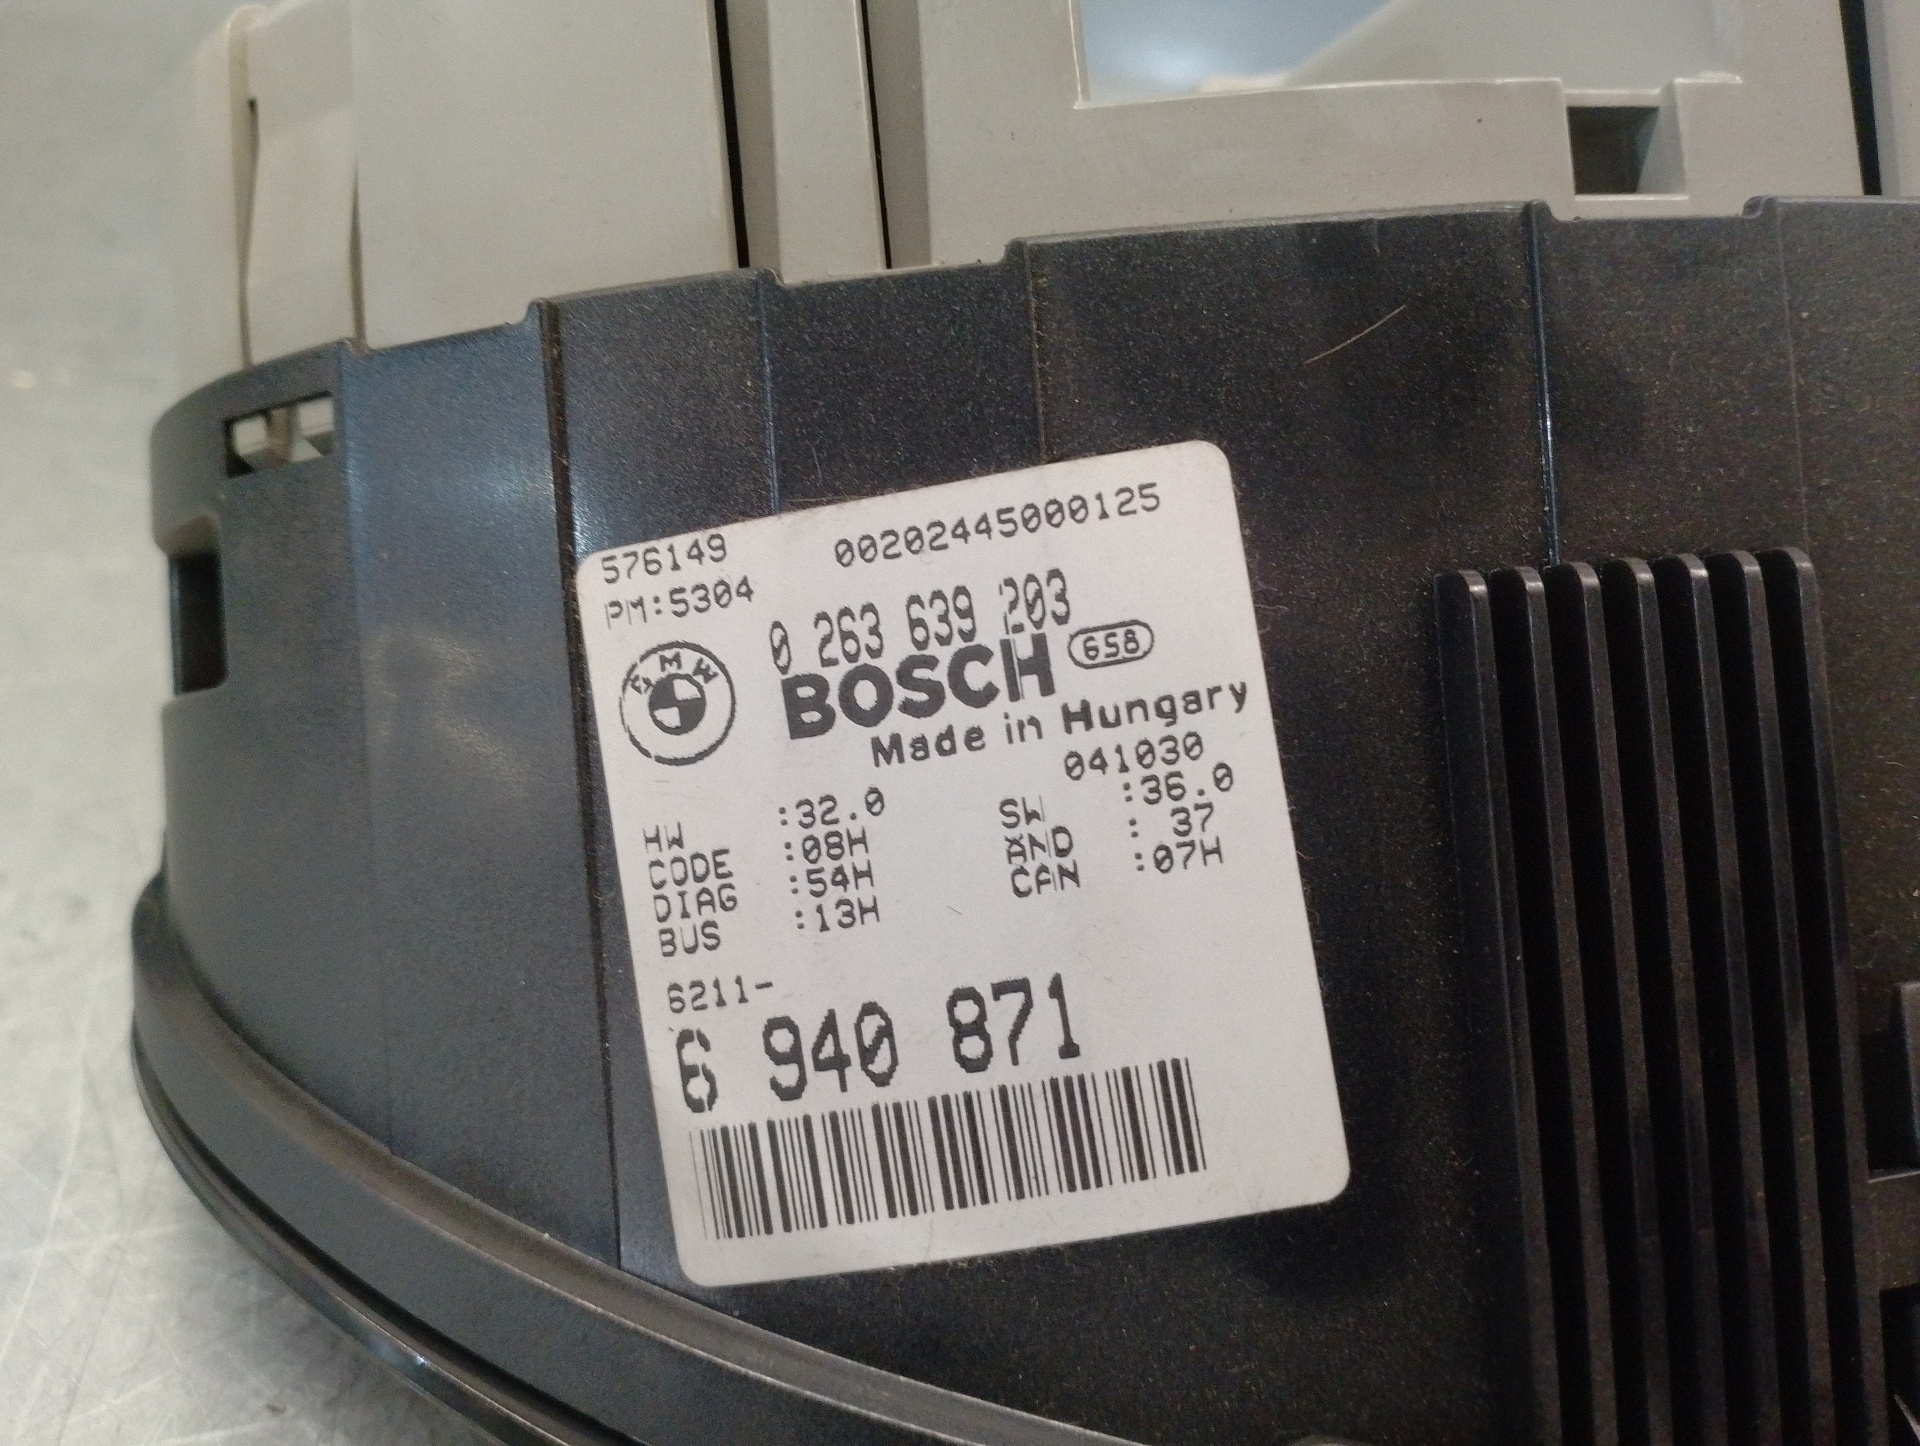 576149 00202445000125
PM:5304
0 263 639 203
BMW
BOSCH 658
Made in Hungary
041030
HW :32.0 SW :36.0
CODE :08H AND : 37
DIAG :54H CAN :07H
BUS :13H
6211-
6 940 871